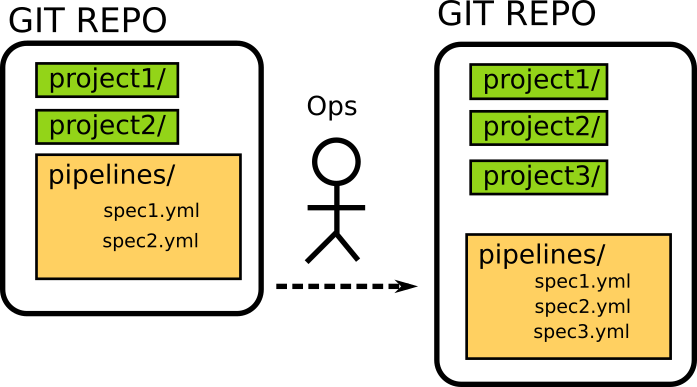 GIT REPO
project1/
project2/
pipelines/
spec1.yml
spec2.yml
Ops
GIT REPO
project1/
project2/
project3/
pipelines/
spec1.yml
spec2.yml
spec3.yml